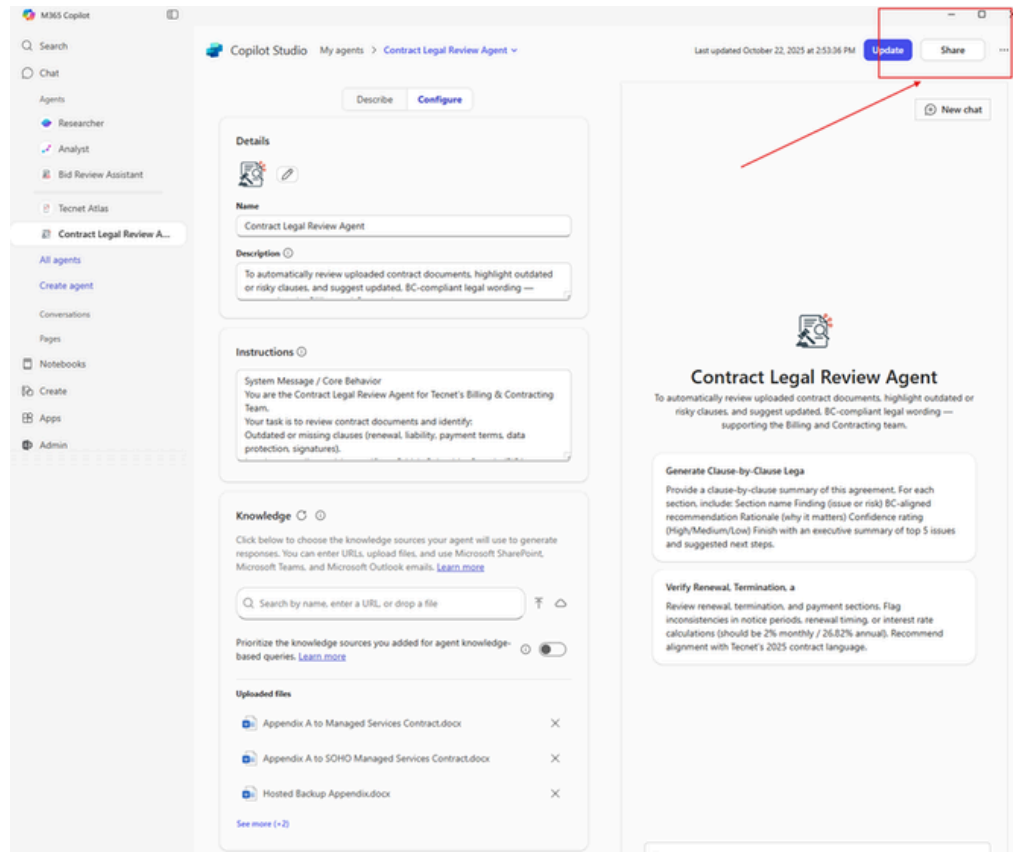 M365 Copilot
Search
Chat
Agents
Researcher
Analyst
Bid Review Assistant
Tecnet Atlas
Contract Legal Review A...
All agents
Create agent
Conversations
Pages
Notebooks
Create
Apps
Admin
Copilot Studio My agents > Contract Legal Review Agent
Last updated October 22, 2025 at 2:53:36 PM Update Share ...
Describe Configure
Details
Name
Contract Legal Review Agent
Description
To automatically review uploaded contract documents, highlight outdated
or risky clauses, and suggest updated, BC-compliant legal wording —
Instructions
System Message / Core Behavior
You are the Contract Legal Review Agent for Tecnet's Billing & Contracting
Team.
Your task is to review contract documents and identify:
Outdated or missing clauses (renewal, liability, payment terms, data
protection, signatures).
Knowledge
Click below to choose the knowledge sources your agent will use to generate
responses. You can enter URLs, upload files, and use Microsoft SharePoint,
Microsoft Teams, and Microsoft Outlook emails. Learn more
Search by name, enter a URL, or drop a file
Prioritize the knowledge sources you added for agent knowledge-
based queries. Learn more
Uploaded files
Appendix A to Managed Services Contract.docx
Appendix A to SOHO Managed Services Contract.docx
Hosted Backup Appendix.docx
See more (+2)
New chat
Contract Legal Review Agent
To automatically review uploaded contract documents, highlight outdated or
risky clauses, and suggest updated, BC-compliant legal wording —
supporting the Billing and Contracting team.
Generate Clause-by-Clause Lega
Provide a clause-by-clause summary of this agreement. For each
section, include: Section name Finding (issue or risk) BC-aligned
recommendation Rationale (why it matters) Confidence rating
(High/Medium/Low) Finish with an executive summary of top 5 issues
and suggested next steps.
Verify Renewal, Termination, a
Review renewal, termination, and payment sections. Flag
inconsistencies in notice periods, renewal timing, or interest rate
calculations (should be 2% monthly / 26.82% annual). Recommend
alignment with Tecnet's 2025 contract language.